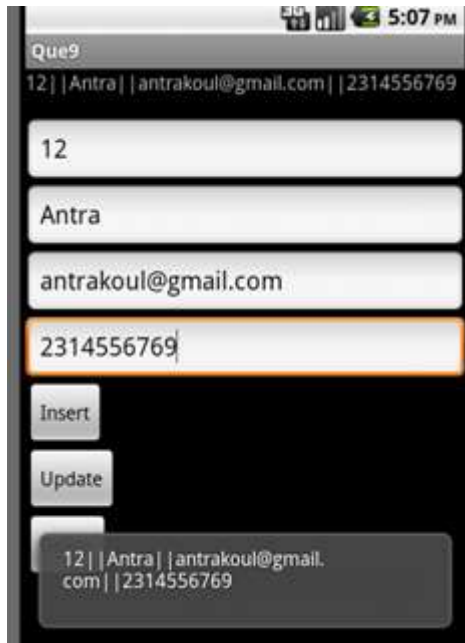 3G 5:07 PM
Que9
12||Antra||antrakoul@gmail.com||2314556769
12
Antra
antrakoul@gmail.com
2314556769
Insert
Update
12||Antra||antrakoul@gmail.
com||2314556769